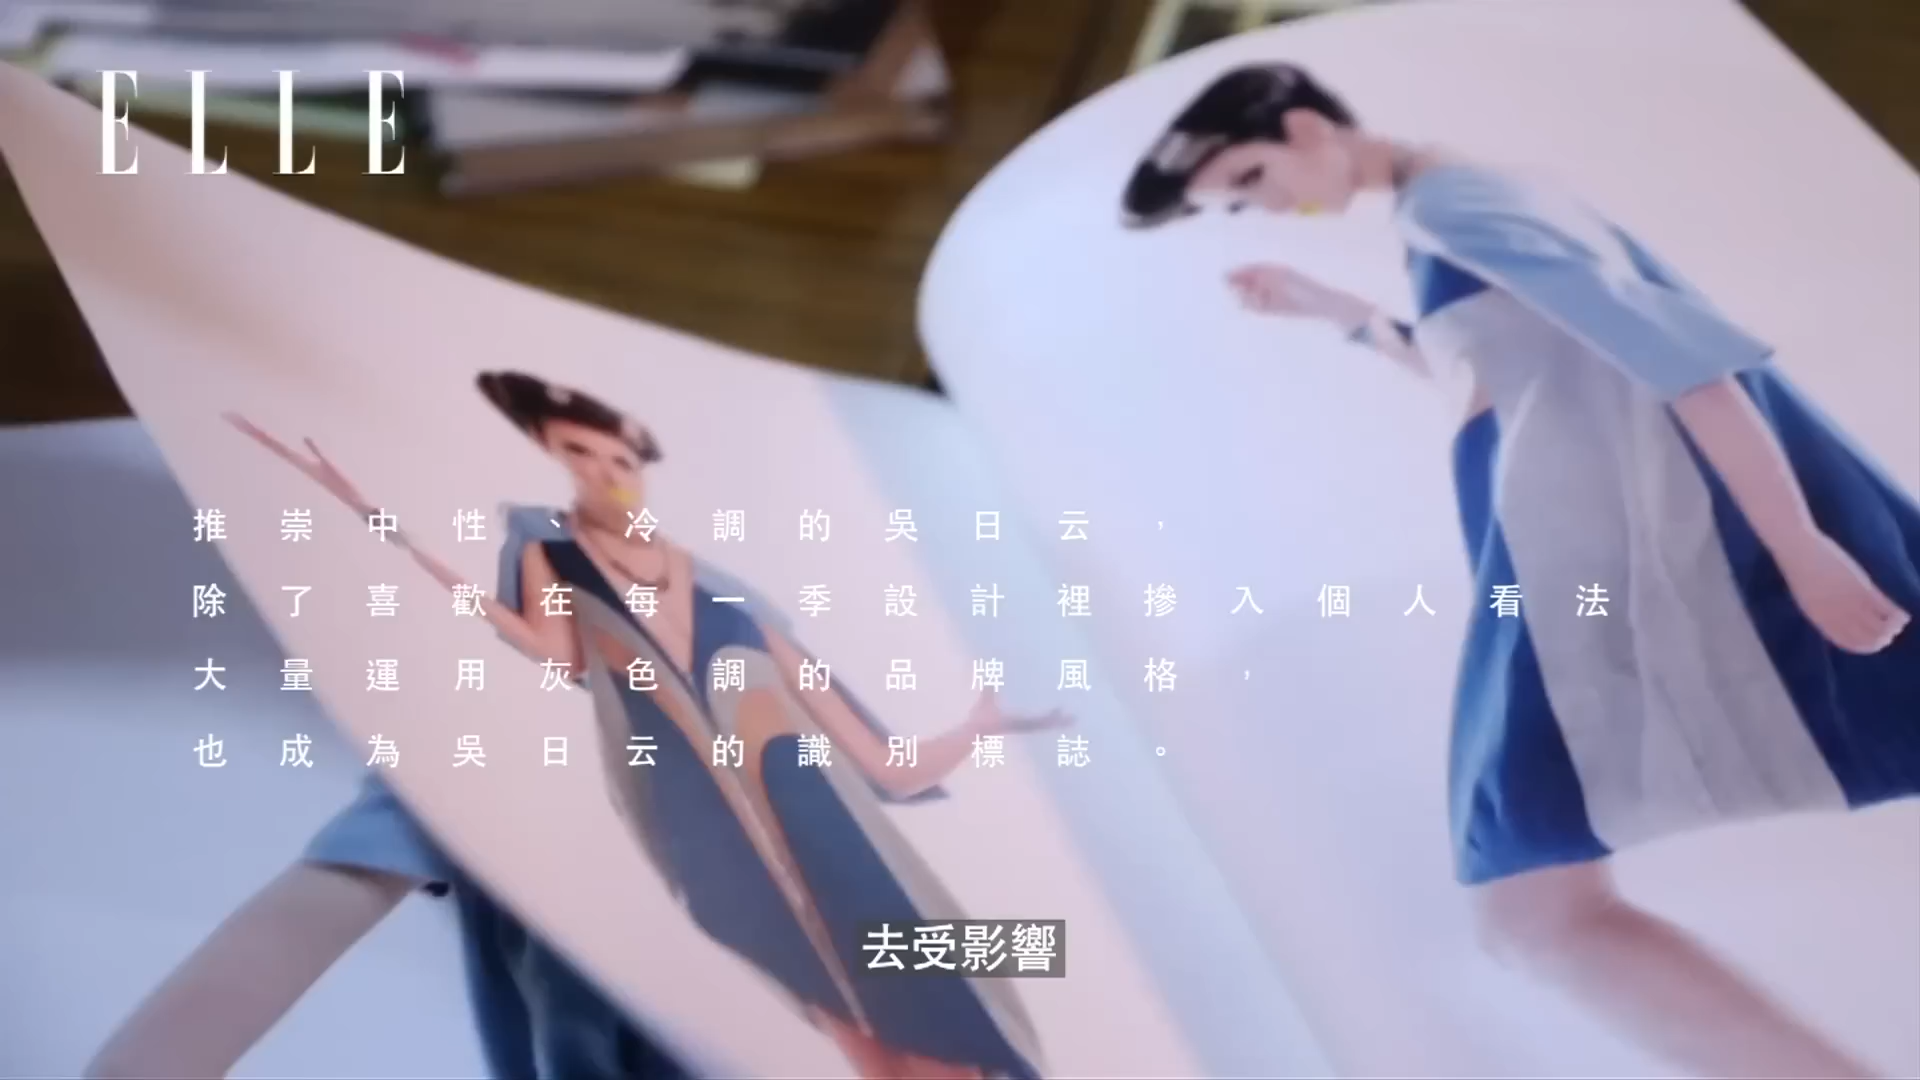 ELLE
推崇中性、冷調的吳日云，
除了喜歡在每一季設計裡摻入個人看法
大量運用灰色調的品牌風格，
也成為吳日云的識別標誌。
去受影響